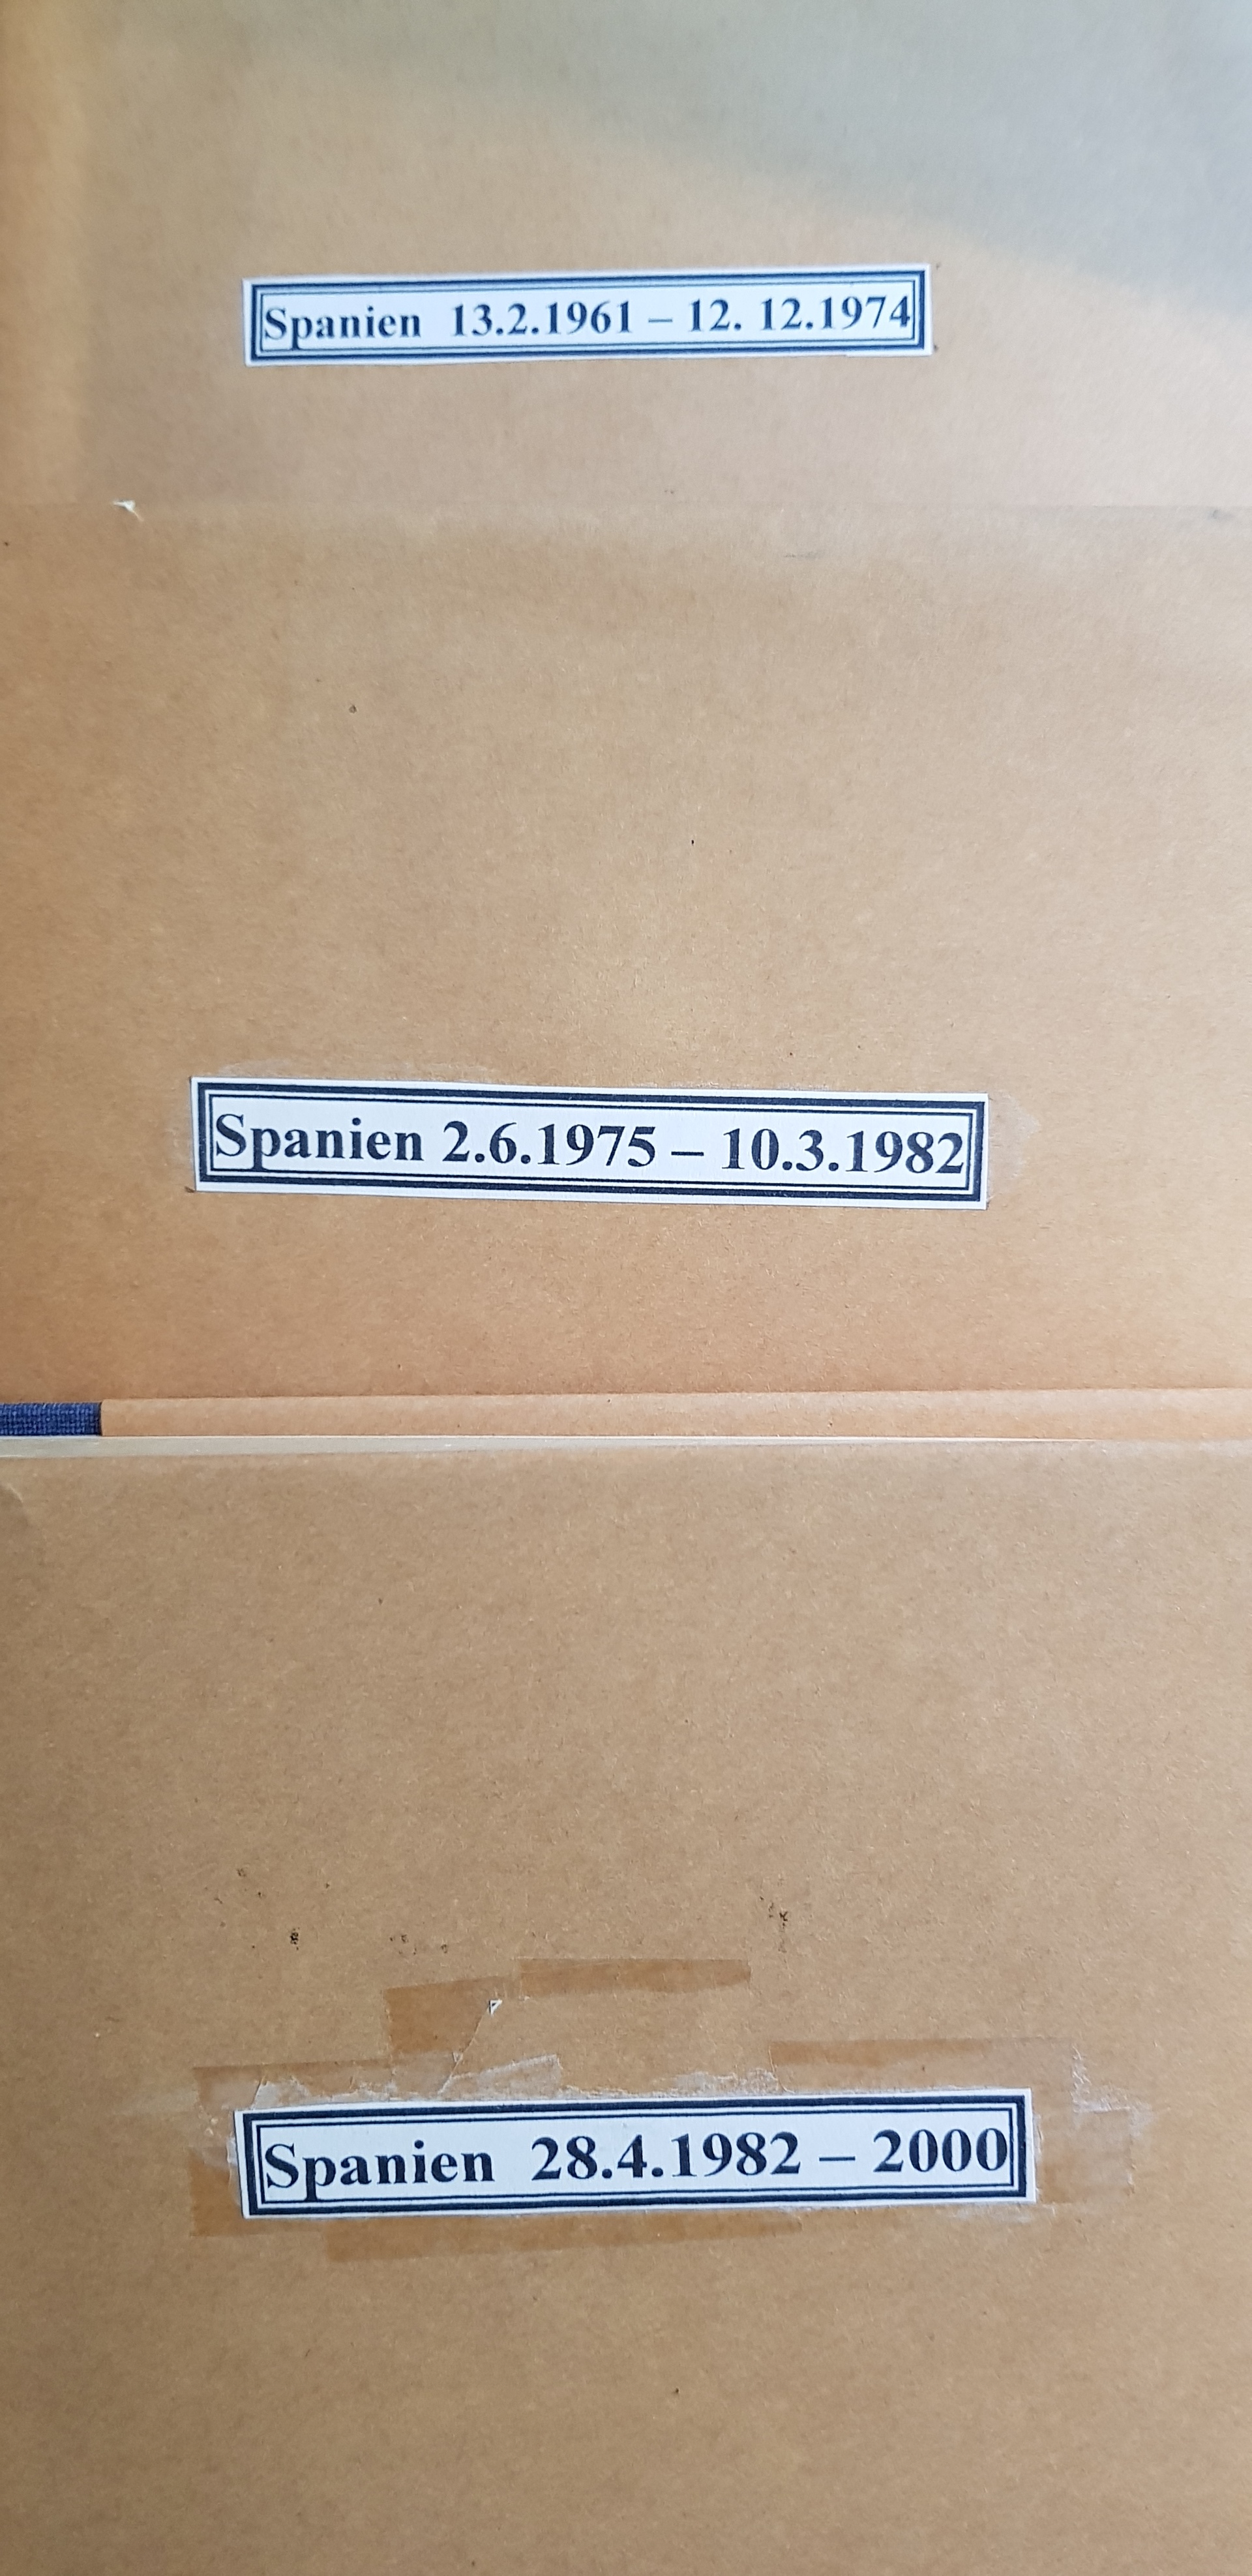 Spanien 13.2.1961 – 12. 12.1974
Spanien 2.6.1975 – 10.3.1982
Spanien 28.4.1982 – 2000